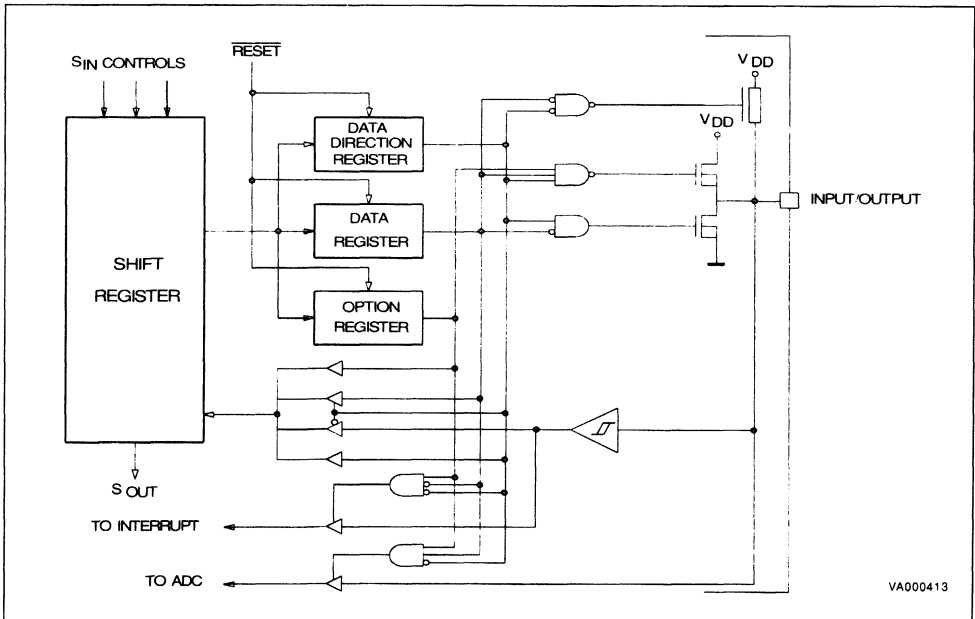 RESET
SIN CONTROLS
VDD
VDD
DATA
DIRECTION
REGISTER
INPUT/OUTPUT
DATA
REGISTER
SHIFT
REGISTER
OPTION
REGISTER
S OUT
TO INTERRUPT
TO ADC
VA000413